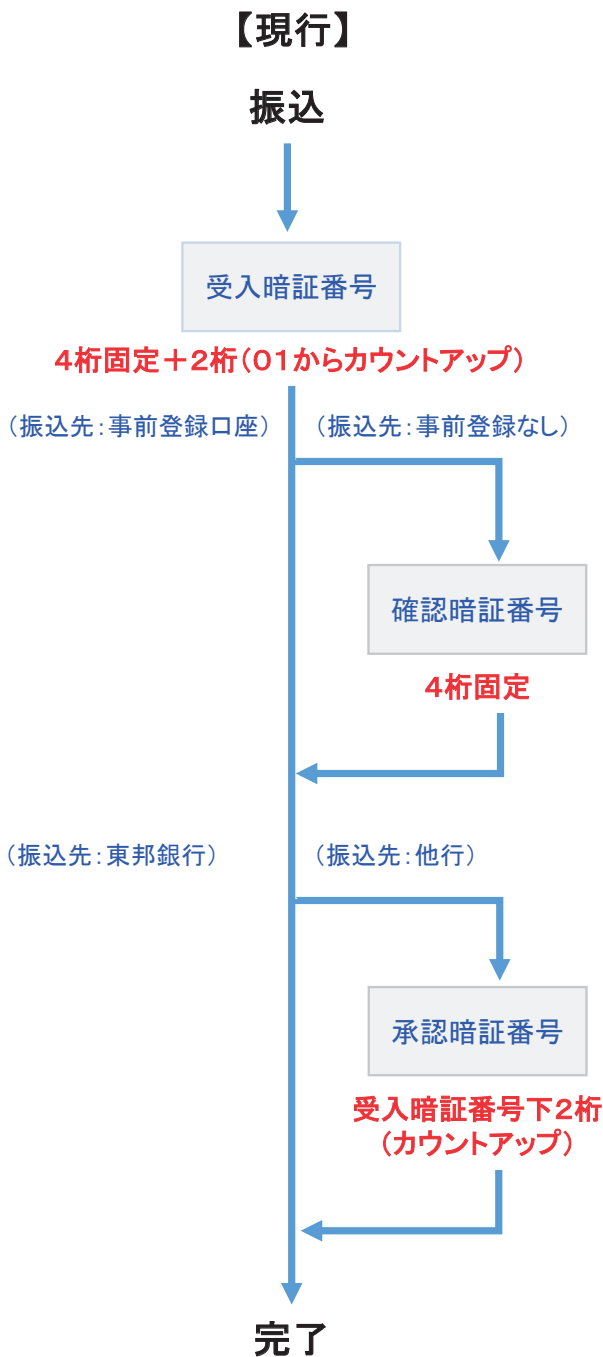 【現行】
振込
受入暗証番号
4桁固定＋2桁（01からカウントアップ）
（振込先：事前登録口座）
（振込先：事前登録なし）
確認暗証番号
4桁固定
（振込先：東邦銀行）
（振込先：他行）
承認暗証番号
受入暗証番号下2桁
（カウントアップ）
完了